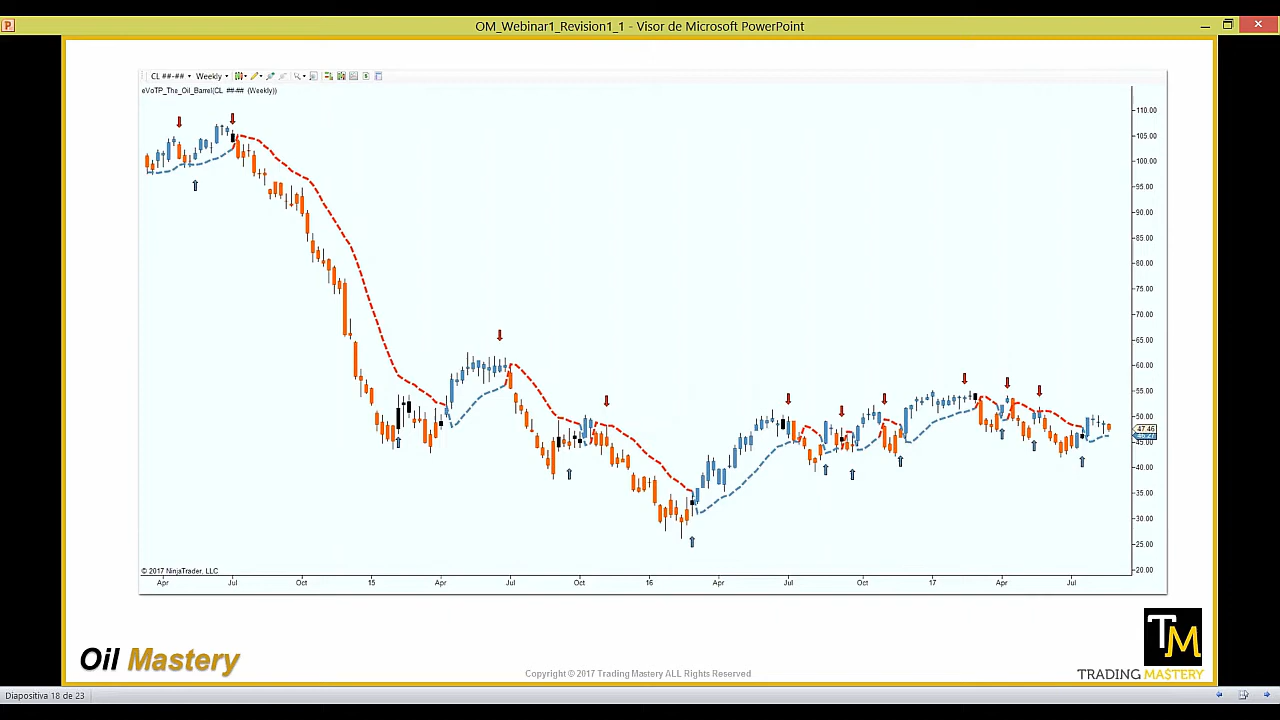 OM_Webinar1_Revision1_1 - Visor de Microsoft PowerPoint
CL ##-## Weekly
eVoTP_The_Oil_Barrel(CL ##-## (Weekly))
110.00
105.00
100.00
95.00
90.00
85.00
80.00
75.00
70.00
65.00
60.00
55.00
50.00
47.46
46.27
45.00
40.00
35.00
30.00
25.00
20.00
© 2017 NinjaTrader, LLC
Apr Jul Oct 15 Apr Jul Oct 16 Apr Jul Oct 17 Apr Jul
TM
Oil Mastery
Copyright © 2017 Trading Mastery ALL Rights Reserved
TRADING MASTERY
Diapositiva 18 de 23